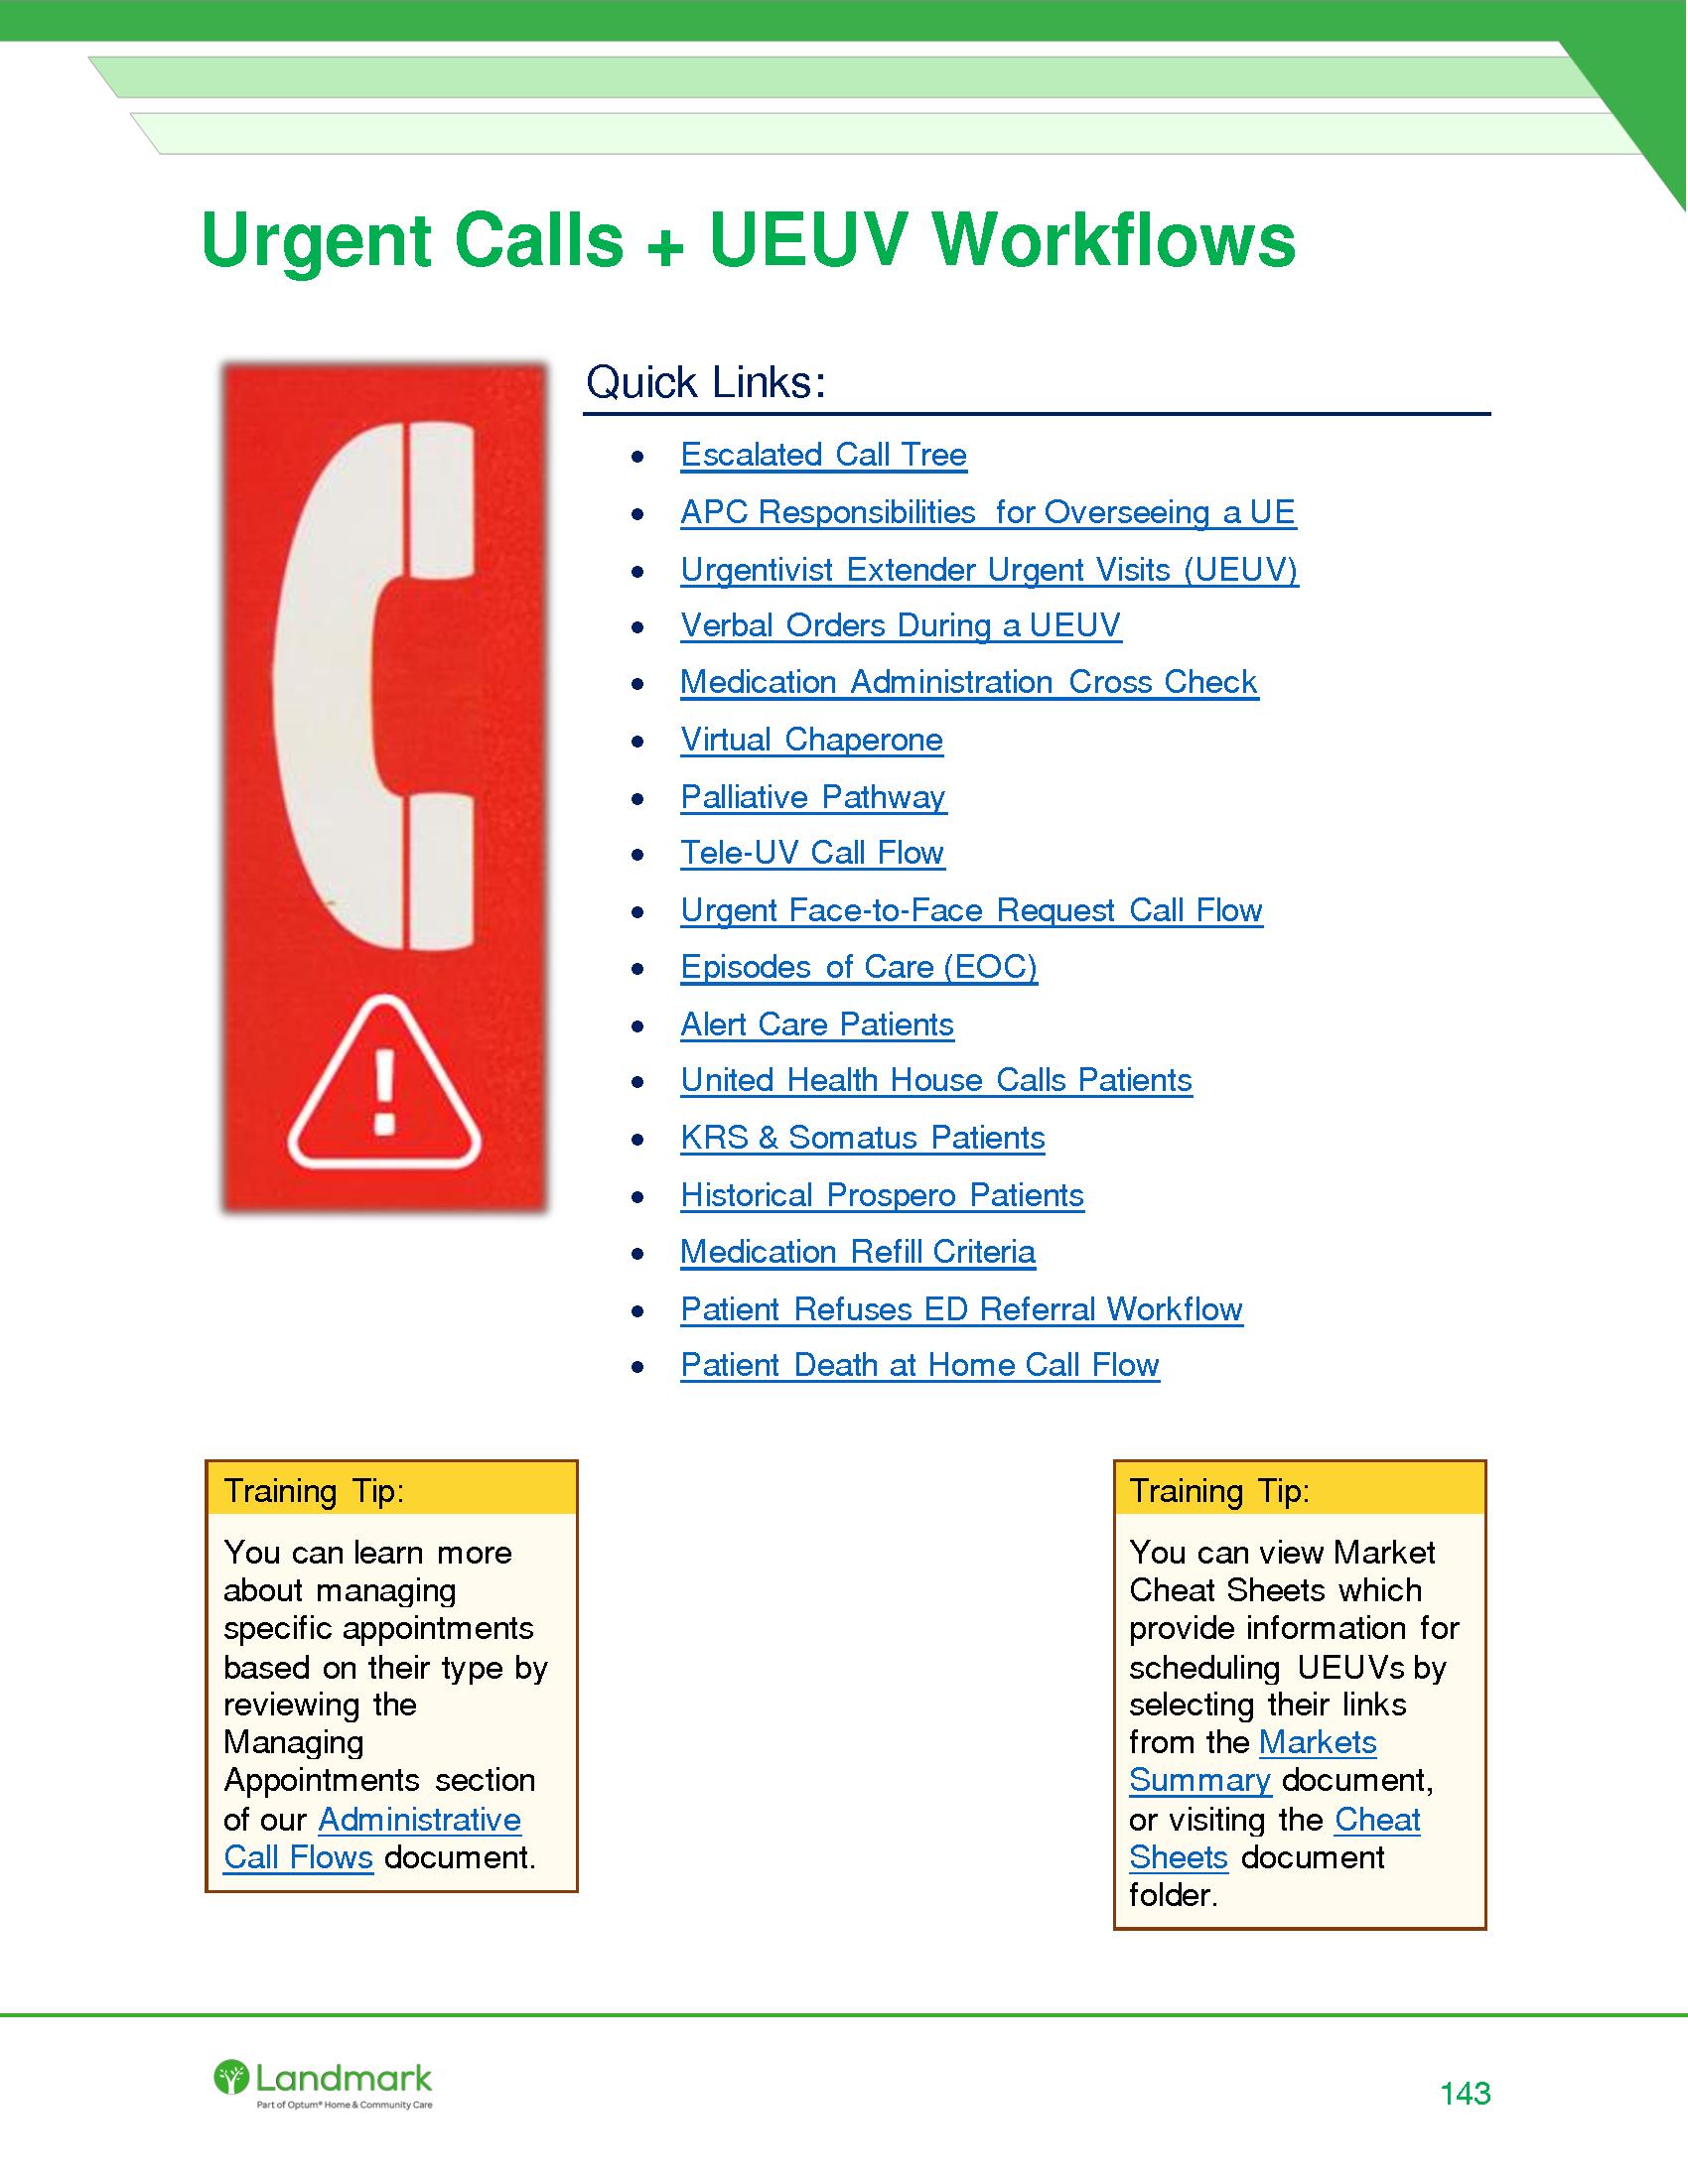 Urgent Calls + UEUV Workflows
Quick Links:
• Escalated Call Tree
• APC Responsibilities for Overseeing a UE
• Urgentivist Extender Urgent Visits (UEUV)
• Verbal Orders During a UEUV
• Medication Administration Cross Check
• Virtual Chaperone
• Palliative Pathway
• Tele-UV Call Flow
• Urgent Face-to-Face Request Call Flow
• Episodes of Care (EOC)
• Alert Care Patients
• United Health House Calls Patients
• KRS & Somatus Patients
• Historical Prospero Patients
• Medication Refill Criteria
• Patient Refuses ED Referral Workflow
• Patient Death at Home Call Flow
!
Training Tip:
You can learn more
about managing
specific appointments
based on their type by
reviewing the
Managing
Appointments section
of our Administrative
Call Flows document.
Training Tip:
You can view Market
Cheat Sheets which
provide information for
scheduling UEUVs by
selecting their links
from the Markets
Summary document,
or visiting the Cheat
Sheets document
folder.
Landmark
Part of Optum® Home & Community Care
143